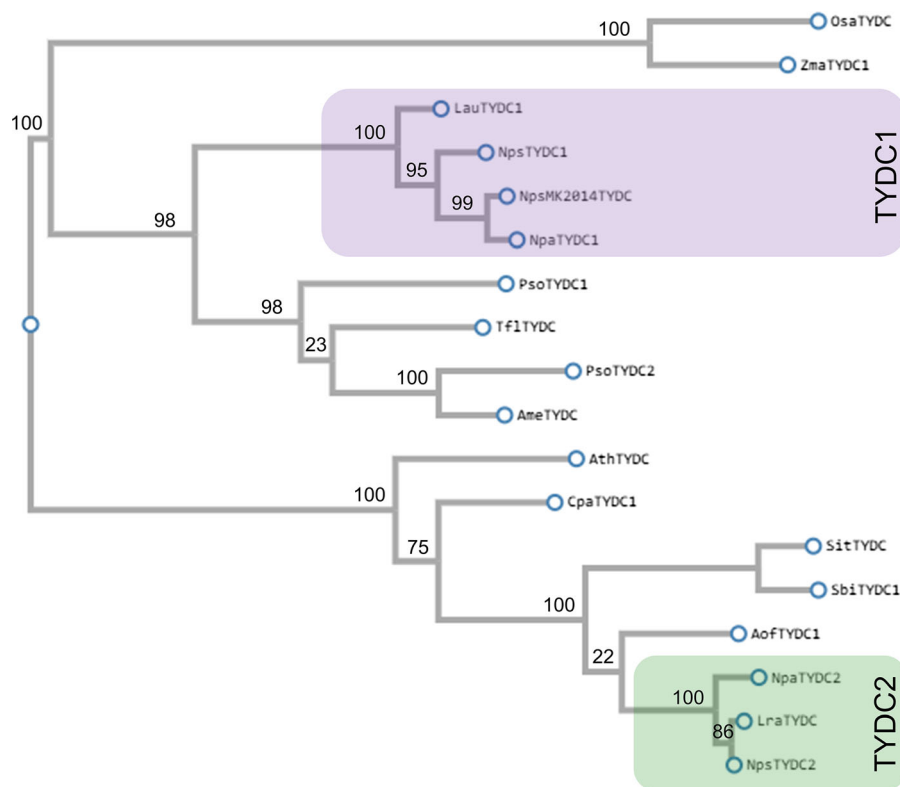 OsaTYDC
100
ZmaTYDC1
LauTYDC1
100
100
NpsTYDC1
95
TYDC1
NpsMK2014TYDC
99
98
NpaTYDC1
PsoTYDC1
98
TflTYDC
23
PsoTYDC2
100
AmeTYDC
AthTYDC
100
CpaTYDC1
75
SitTYDC
SbiTYDC1
100
AofTYDC1
22
NpaTYDC2
100
LraTYDC
86
TYDC2
NpsTYDC2